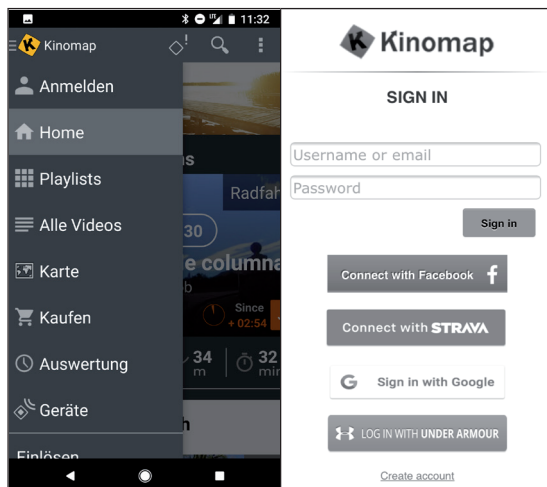 11:32
Kinomap
Anmelden
Home
Playlists
Alle Videos
Karte
Kaufen
Auswertung
Geräte
Einlösen
Radfah
30
e columna
Since
+ 02:54
34
m
32
min
Kinomap
SIGN IN
Username or email
Password
Sign in
Connect with Facebook f
Connect with STRAVA
G Sign in with Google
LOG IN WITH UNDER ARMOUR
Create account